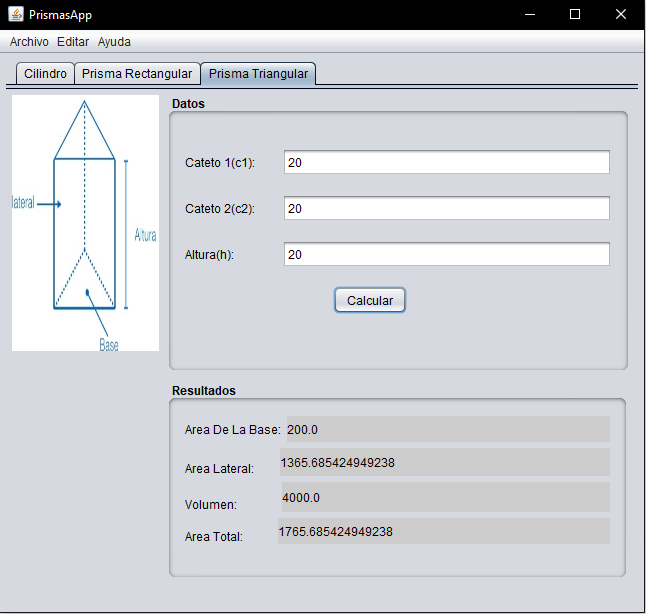 PrismasApp
Archivo Editar Ayuda
Cilindro Prisma Rectangular Prisma Triangular
lateral
Altura
Base
Datos
Cateto 1(c1): 20
Cateto 2(c2): 20
Altura(h): 20
Calcular
Resultados
Area De La Base: 200.0
Area Lateral: 1365.685424949238
Volumen: 4000.0
Area Total: 1765.685424949238